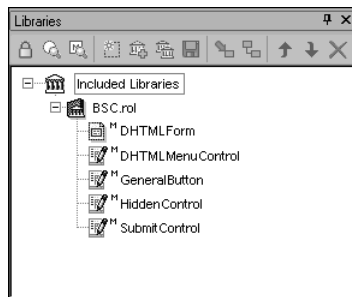 Libraries
Included Libraries
BSC.rol
M DHTMLForm
M DHTMLMenuControl
M GeneralButton
M HiddenControl
M SubmitControl